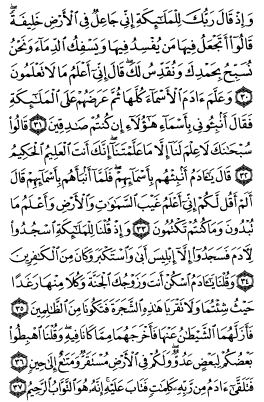 وَإِذْ قَالَ رَبُّكَ لِلْمَلَٰٓئِكَةِ إِنِّي جَاعِلٌ فِي ٱلْأَرْضِ خَلِيفَةً ۖ
قَالُوٓا۟ أَتَجْعَلُ فِيهَا مَن يُفْسِدُ فِيهَا وَيَسْفِكُ ٱلدِّمَآءَ وَنَحْنُ
نُسَبِّحُ بِحَمْدِكَ وَنُقَدِّسُ لَكَ ۖ قَالَ إِنِّيٓ أَعْلَمُ مَا لَا تَعْلَمُونَ
٣٠ وَعَلَّمَ ءَادَمَ ٱلْأَسْمَآءَ كُلَّهَا ثُمَّ عَرَضَهُمْ عَلَى ٱلْمَلَٰٓئِكَةِ
فَقَالَ أَنۢبِـُٔونِي بِأَسْمَآءِ هَٰٓؤُلَآءِ إِن كُنتُمْ صَٰدِقِينَ ٣١ قَالُوا۟
سُبْحَٰنَكَ لَا عِلْمَ لَنَآ إِلَّا مَا عَلَّمْتَنَآ ۖ إِنَّكَ أَنتَ ٱلْعَلِيمُ ٱلْحَكِيمُ
٣٢ قَالَ يَٰٓـَٔادَمُ أَنۢبِئْهُم بِأَسْمَآئِهِمْ ۖ فَلَمَّآ أَنۢبَأَهُم بِأَسْمَآئِهِمْ قَالَ
أَلَمْ أَقُل لَّكُمْ إِنِّيٓ أَعْلَمُ غَيْبَ ٱلسَّمَٰوَٰتِ وَٱلْأَرْضِ وَأَعْلَمُ مَا
تُبْدُونَ وَمَا كُنتُمْ تَكْتُمُونَ ٣٣ وَإِذْ قُلْنَا لِلْمَلَٰٓئِكَةِ ٱسْجُدُوا۟
لِـَٔادَمَ فَسَجَدُوٓا۟ إِلَّآ إِبْلِيسَ أَبَىٰ وَٱسْتَكْبَرَ وَكَانَ مِنَ ٱلْكَٰفِرِينَ
٣٤ وَقُلْنَا يَٰٓـَٔادَمُ ٱسْكُنْ أَنتَ وَزَوْجُكَ ٱلْجَنَّةَ وَكُلَا مِنْهَا رَغَدًا
حَيْثُ شِئْتُمَا وَلَا تَقْرَبَا هَٰذِهِ ٱلشَّجَرَةَ فَتَكُونَا مِنَ ٱلظَّٰلِمِينَ ٣٥
فَأَزَلَّهُمَا ٱلشَّيْطَٰنُ عَنْهَا فَأَخْرَجَهُمَا مِمَّا كَانَا فِيهِ ۖ وَقُلْنَا ٱهْبِطُوا۟
بَعْضُكُمْ لِبَعْضٍ عَدُوٌّ ۖ وَلَكُمْ فِي ٱلْأَرْضِ مُسْتَقَرٌّ وَمَتَٰعٌ إِلَىٰ حِينٍ ٣٦
فَتَلَقَّىٰٓ ءَادَمُ مِن رَّبِّهِ كَلِمَٰتٍ فَتَابَ عَلَيْهِ ۚ إِنَّهُ هُوَ ٱلتَّوَّابُ ٱلرَّحِيمُ ٣٧